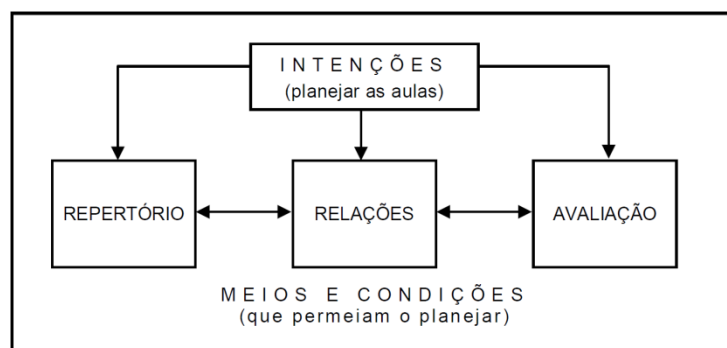 INTENÇÕES
(planejar as aulas)
REPERTÓRIO
RELAÇÕES
AVALIAÇÃO
MEIOS E CONDIÇÕES
(que permeiam o planejar)